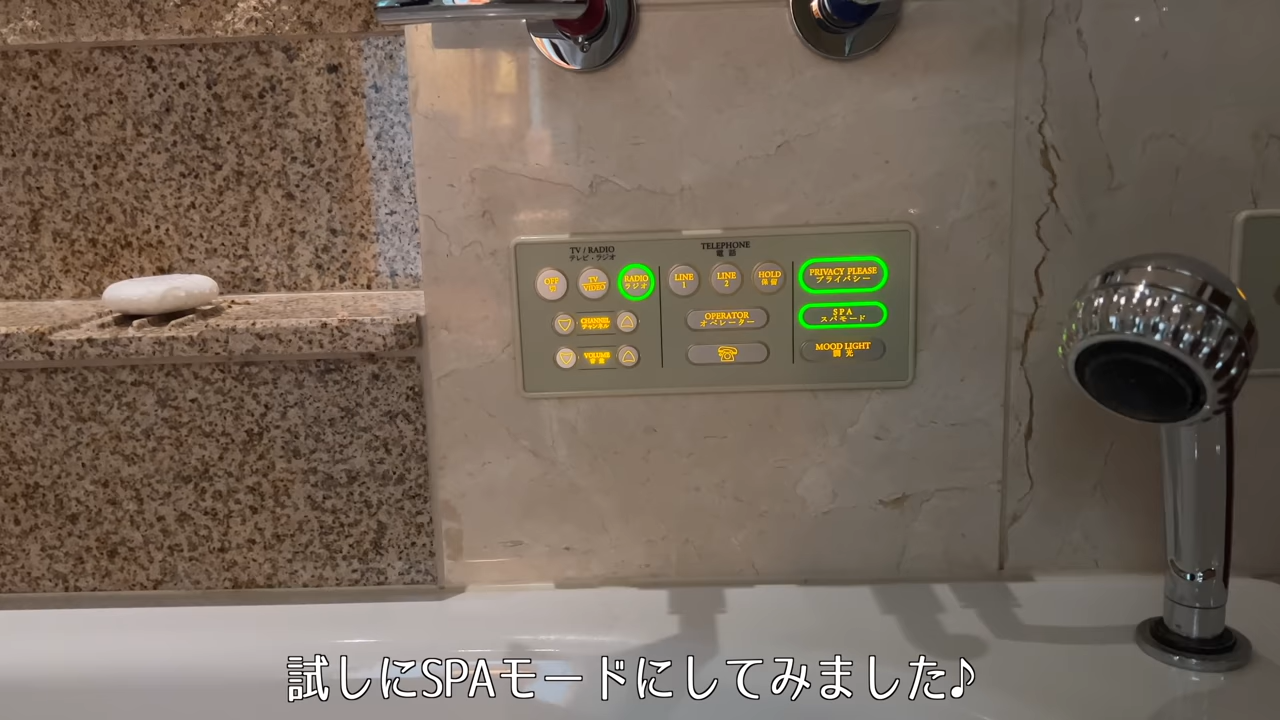 TV / RADIO
テレビ・ラジオ
OFF
切
TV
VIDEO
RADIO
ラジオ
CHANNEL
チャンネル
VOLUME
音量
TELEPHONE
電話
LINE
1
LINE
2
HOLD
保留
OPERATOR
オペレーター
PRIVACY PLEASE
プライバシー
SPA
スパモード
MOOD LIGHT
調光
試しにSPAモードにしてみました♪